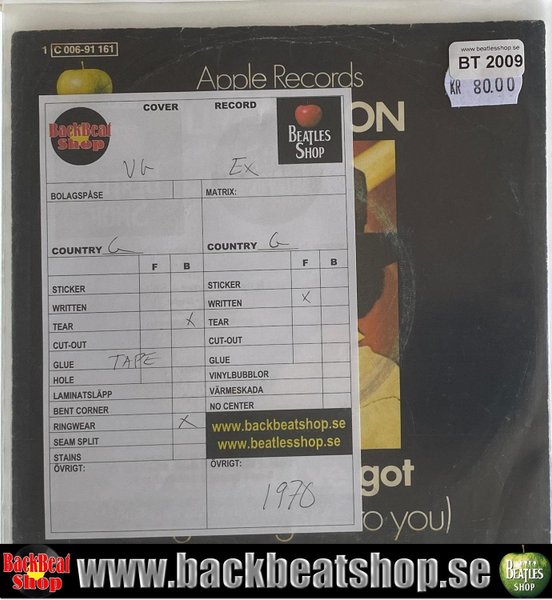 1 C 006-91 161
Apple Records
www.beatlesshop.se
BT 2009
KR 80.00
ON
BackBeat Shop
COVER RECORD
BEATLES SHOP
VG EX
BOLAGSPÅSE MATRIX:
COUNTRY G COUNTRY G
F B F B
STICKER STICKER
WRITTEN WRITTEN X
TEAR X TEAR
CUT-OUT CUT-OUT
GLUE TAPE GLUE
HOLE VINYLBUBBLOR
LAMINATSLÄPP VÄRMESKADA
BENT CORNER NO CENTER
RINGWEAR X
SEAM SPLIT
STAINS
www.backbeatshop.se
www.beatlesshop.se
ÖVRIGT: ÖVRIGT:
1970
got
to you)
BackBeat Shop www.backbeatshop.se BEATLES SHOP